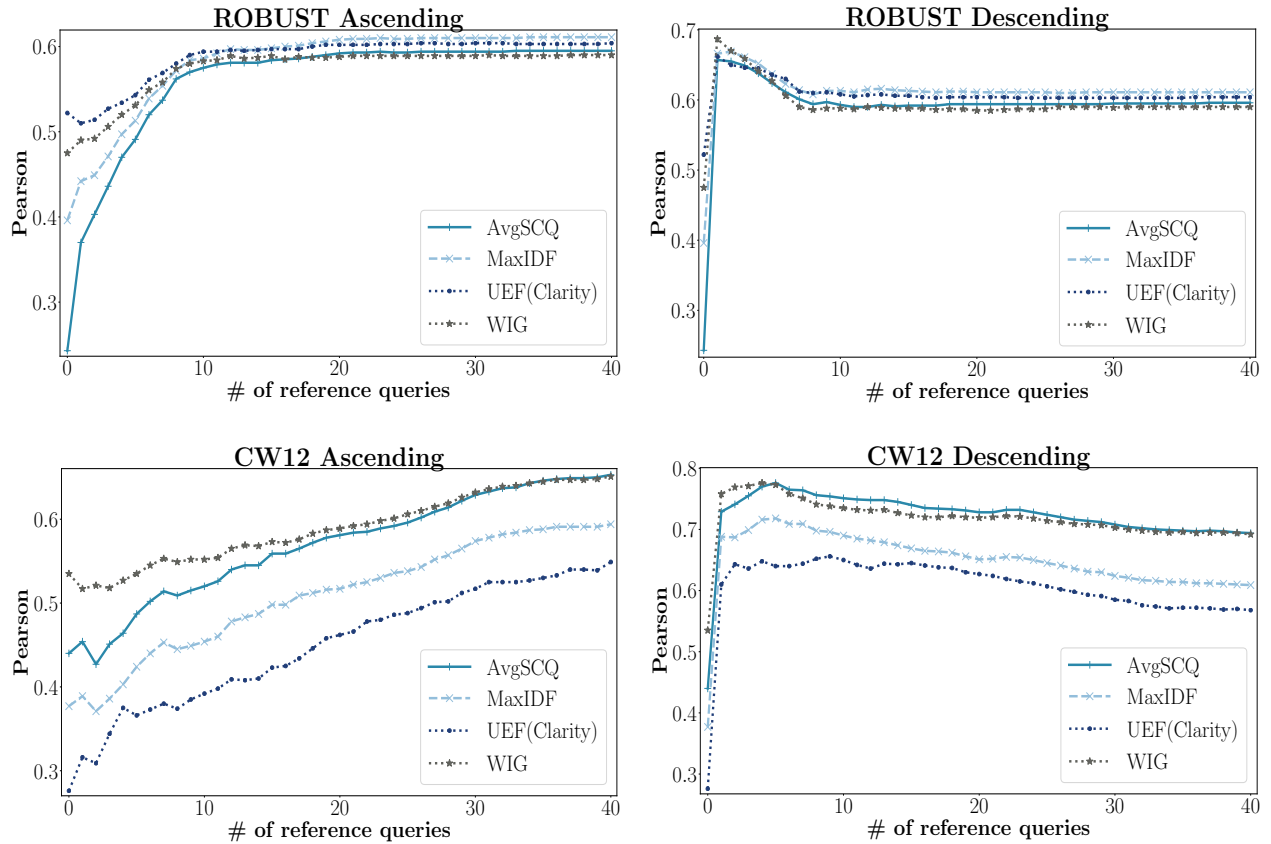 ROBUST Ascending
0.6
0.5
0.4
0.3
Pearson
AvgSCQ
MaxIDF
UEF(Clarity)
WIG
0 10 20 30 40
# of reference queries
ROBUST Descending
0.7
0.6
0.5
0.4
0.3
Pearson
AvgSCQ
MaxIDF
UEF(Clarity)
WIG
0 10 20 30 40
# of reference queries
CW12 Ascending
0.6
0.5
0.4
0.3
Pearson
AvgSCQ
MaxIDF
UEF(Clarity)
WIG
0 10 20 30 40
# of reference queries
CW12 Descending
0.8
0.7
0.6
0.5
0.4
0.3
Pearson
AvgSCQ
MaxIDF
UEF(Clarity)
WIG
0 10 20 30 40
# of reference queries